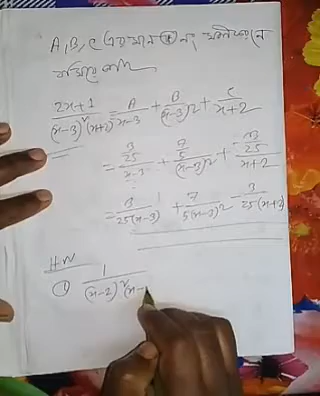 A, B, C এর মান (*) নং সমীকরণে
বসিয়ে পাই,
2x+1/(x-3)²(x+2) = A/x-3 + B/(x-3)2 + C/x+2
= 3/25/x-3 + 7/5/(x-3)2 + -3/25/x+2
= 3/25(x-3) + 7/5(x-3)2 - 3/25(x+2)
H.W
① 1/(x-2)²(x-